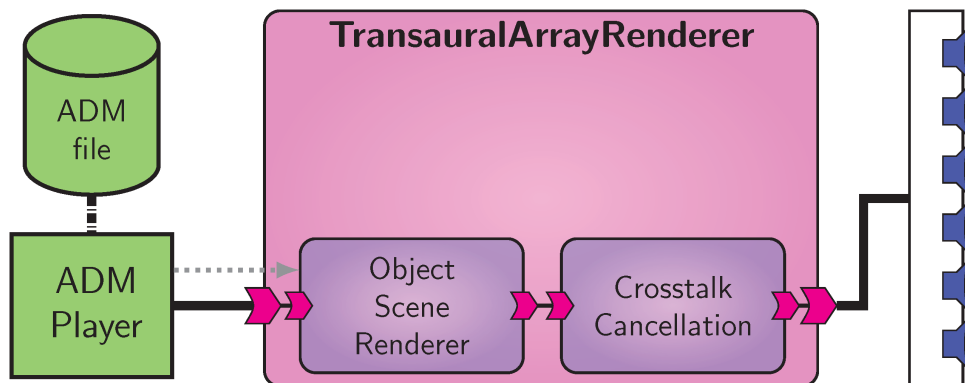 TransauralArrayRenderer
ADM
file
ADM
Player
Object
Scene
Renderer
Crosstalk
Cancellation